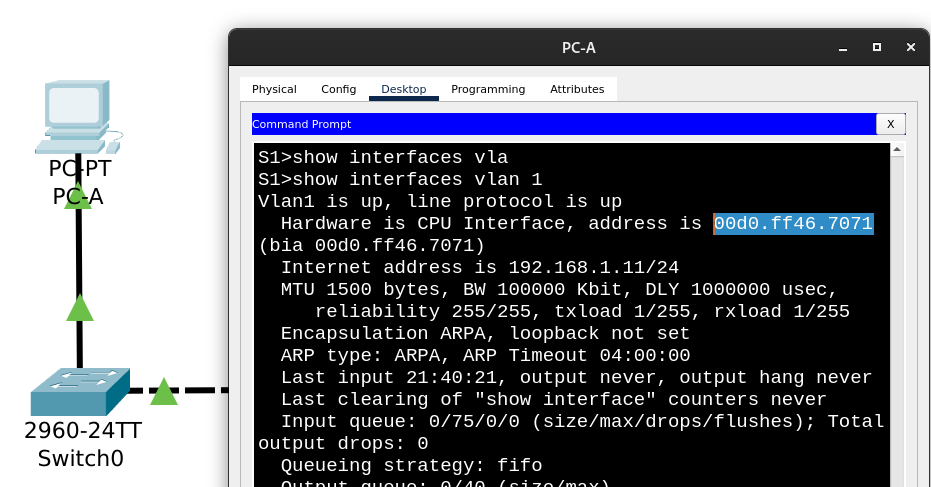 PC-A
Physical Config Desktop Programming Attributes
Command Prompt X
S1>show interfaces vla
S1>show interfaces vlan 1
Vlan1 is up, line protocol is up
Hardware is CPU Interface, address is 00d0.ff46.7071
(bia 00d0.ff46.7071)
Internet address is 192.168.1.11/24
MTU 1500 bytes, BW 100000 Kbit, DLY 1000000 usec,
reliability 255/255, txload 1/255, rxload 1/255
Encapsulation ARPA, loopback not set
ARP type: ARPA, ARP Timeout 04:00:00
Last input 21:40:21, output never, output hang never
Last clearing of "show interface" counters never
Input queue: 0/75/0/0 (size/max/drops/flushes); Total
output drops: 0
Queueing strategy: fifo
Output queue: 0/40 (size/max)
PC-PT
PC-A
2960-24TT
Switch0